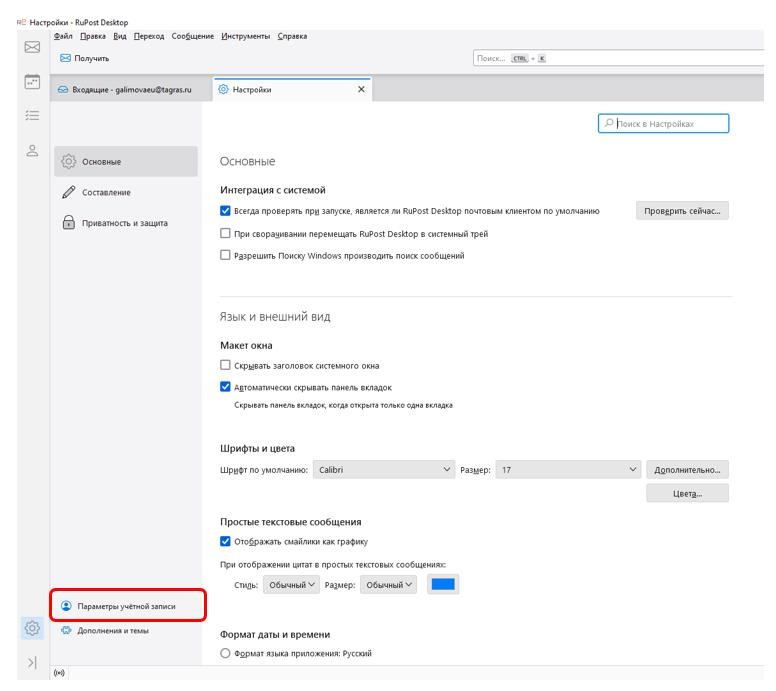 Настройки - RuPost Desktop
Файл Правка Вид Переход Сообщение Инструменты Справка
Получить
Поиск... CTRL + K
Входящие - galimovaeu@tagras.ru
Настройки
Поиск в Настройках
Основные
Составление
Приватность и защита
Основные
Интеграция с системой
Всегда проверять при запуске, является ли RuPost Desktop почтовым клиентом по умолчанию
Проверить сейчас...
При сворачивании перемещать RuPost Desktop в системный трей
Разрешить Поиску Windows производить поиск сообщений
Язык и внешний вид
Макет окна
Скрывать заголовок системного окна
Автоматически скрывать панель вкладок
Скрывать панель вкладок, когда открыта только одна вкладка
Шрифты и цвета
Шрифт по умолчанию: Calibri Размер: 17 Дополнительно...
Цвета...
Простые текстовые сообщения
Отображать смайлики как графику
При отображении цитат в простых текстовых сообщениях:
Стиль: Обычный Размер: Обычный
Параметры учётной записи
Дополнения и темы
Формат даты и времени
Формат языка приложения: Русский